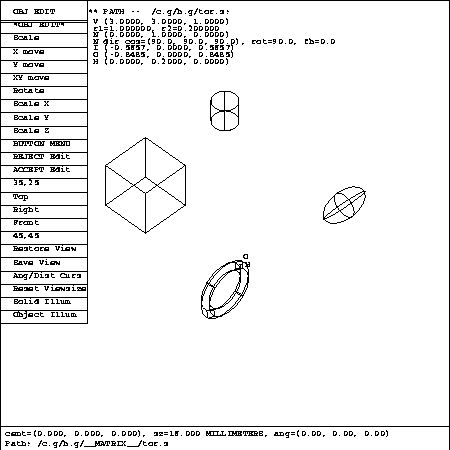 OBJ EDIT
*OBJ EDIT*
Scale
X move
Y move
XY move
Rotate
Scale X
Scale Y
Scale Z
BUTTON MENU
REJECT Edit
ACCEPT Edit
35,25
Top
Right
Front
45,45
Restore View
Save View
Ang/Dist Curs
Reset Viewsize
Solid Illum
Object Illum
** PATH -- /c.g/h.g/tor.s:
V (3.0000, 3.0000, 1.0000)
r1=1.000000, r2=0.200000
N (0.0000, 1.0000, 0.0000)
N dir cos=(90.0, 90.0, 90.0), rot=90.0, fb=0.0
I (-0.5657, 0.0000, 0.5657)
O (-0.8485, 0.0000, 0.8485)
H (0.0000, 0.2000, 0.0000)
O
H
cent=(0.000, 0.000, 0.000), sz=18.000 MILLIMETERS, ang=(0.00, 0.00, 0.00)
Path: /c.g/h.g/__MATRIX__/tor.s